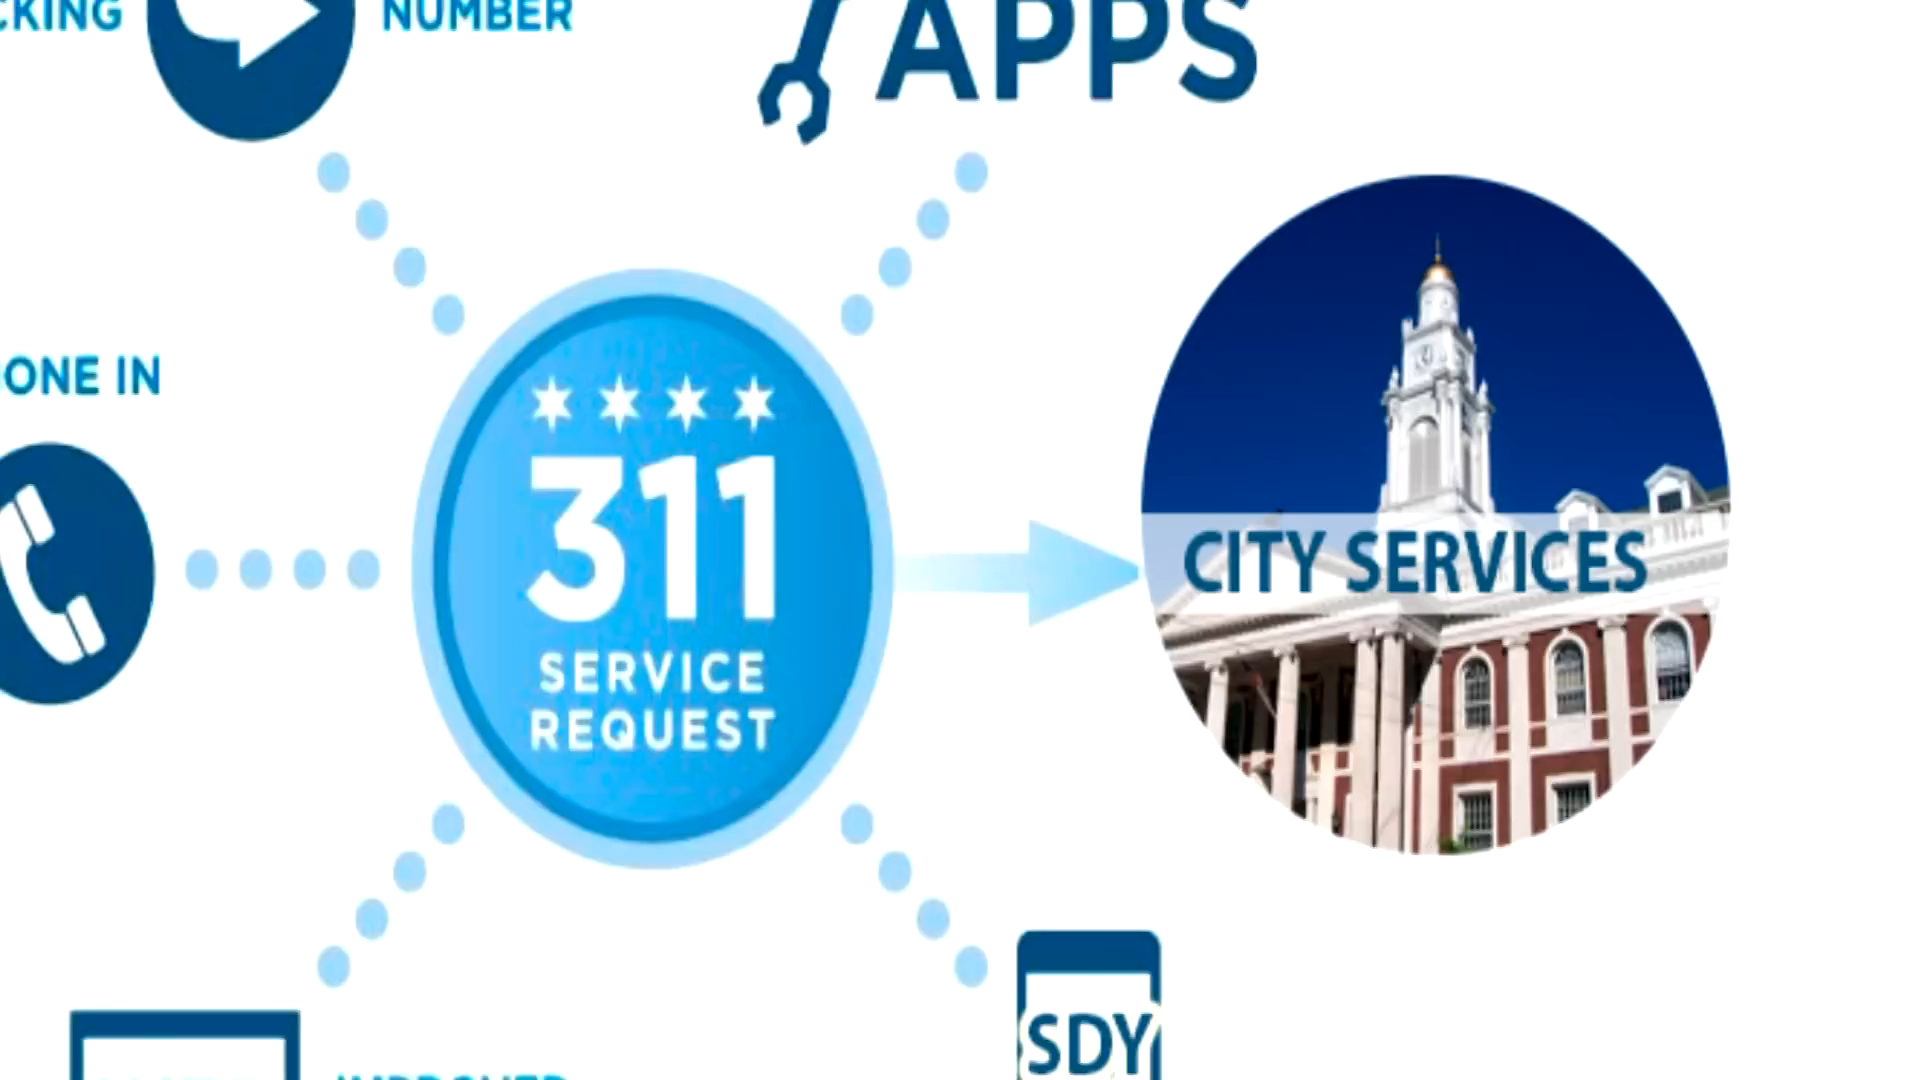 CKING
NUMBER
APPS
ONE IN
311
SERVICE
REQUEST
CITY SERVICES
SDY